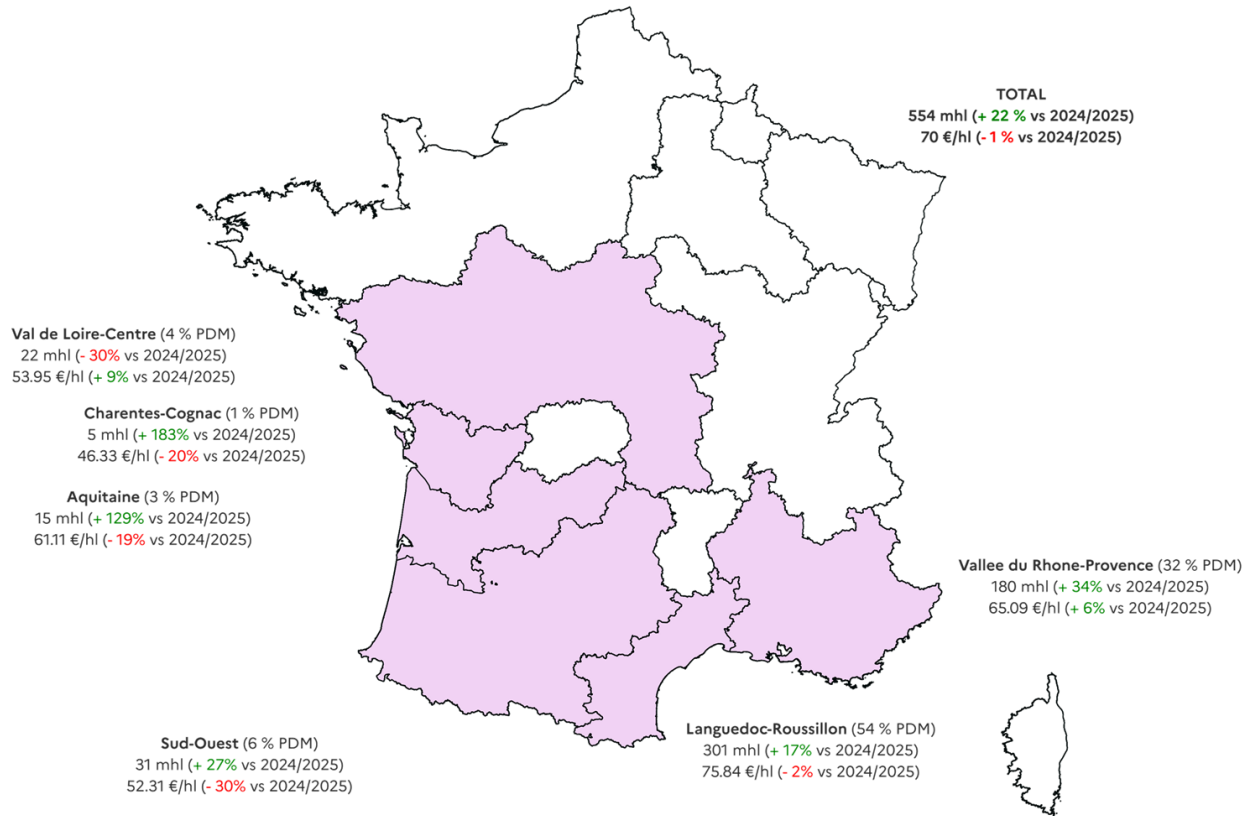 TOTAL
554 mhl (+ 22 % vs 2024/2025)
70 €/hl (- 1 % vs 2024/2025)
Val de Loire-Centre (4 % PDM)
22 mhl (- 30% vs 2024/2025)
53.95 €/hl (+ 9% vs 2024/2025)
Charentes-Cognac (1 % PDM)
5 mhl (+ 183% vs 2024/2025)
46.33 €/hl (- 20% vs 2024/2025)
Aquitaine (3 % PDM)
15 mhl (+ 129% vs 2024/2025)
61.11 €/hl (- 19% vs 2024/2025)
Vallee du Rhone-Provence (32 % PDM)
180 mhl (+ 34% vs 2024/2025)
65.09 €/hl (+ 6% vs 2024/2025)
Languedoc-Roussillon (54 % PDM)
301 mhl (+ 17% vs 2024/2025)
75.84 €/hl (- 2% vs 2024/2025)
Sud-Ouest (6 % PDM)
31 mhl (+ 27% vs 2024/2025)
52.31 €/hl (- 30% vs 2024/2025)